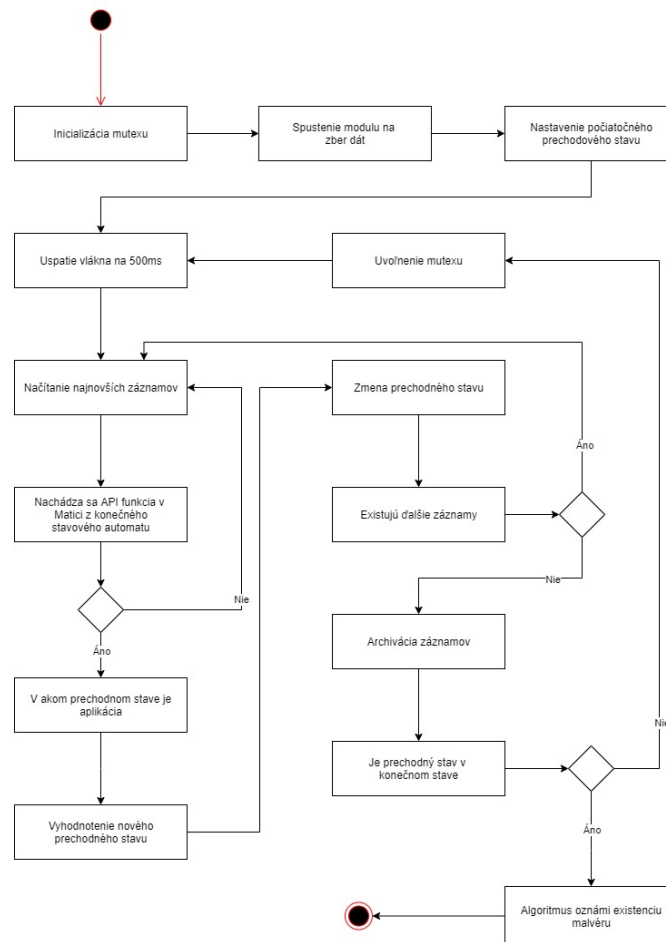 Inicializácia mutexu
Spustenie modulu na
zber dát
Nastavenie počiatočného
prechodového stavu
Uspatie vlákna na 500ms
Uvoľnenie mutexu
Načítanie najnovších záznamov
Zmena prechodného stavu
Áno
Nachádza sa API funkcia v
Matici z konečného
stavového automatu
Existujú ďalšie záznamy
Nie
Nie
Áno
Archivácia záznamov
V akom prechodnom stave je
aplikácia
Nie
Je prechodný stav v
konečnom stave
Vyhodnotenie nového
prechodného stavu
Áno
Algoritmus oznámi existenciu
malvéru